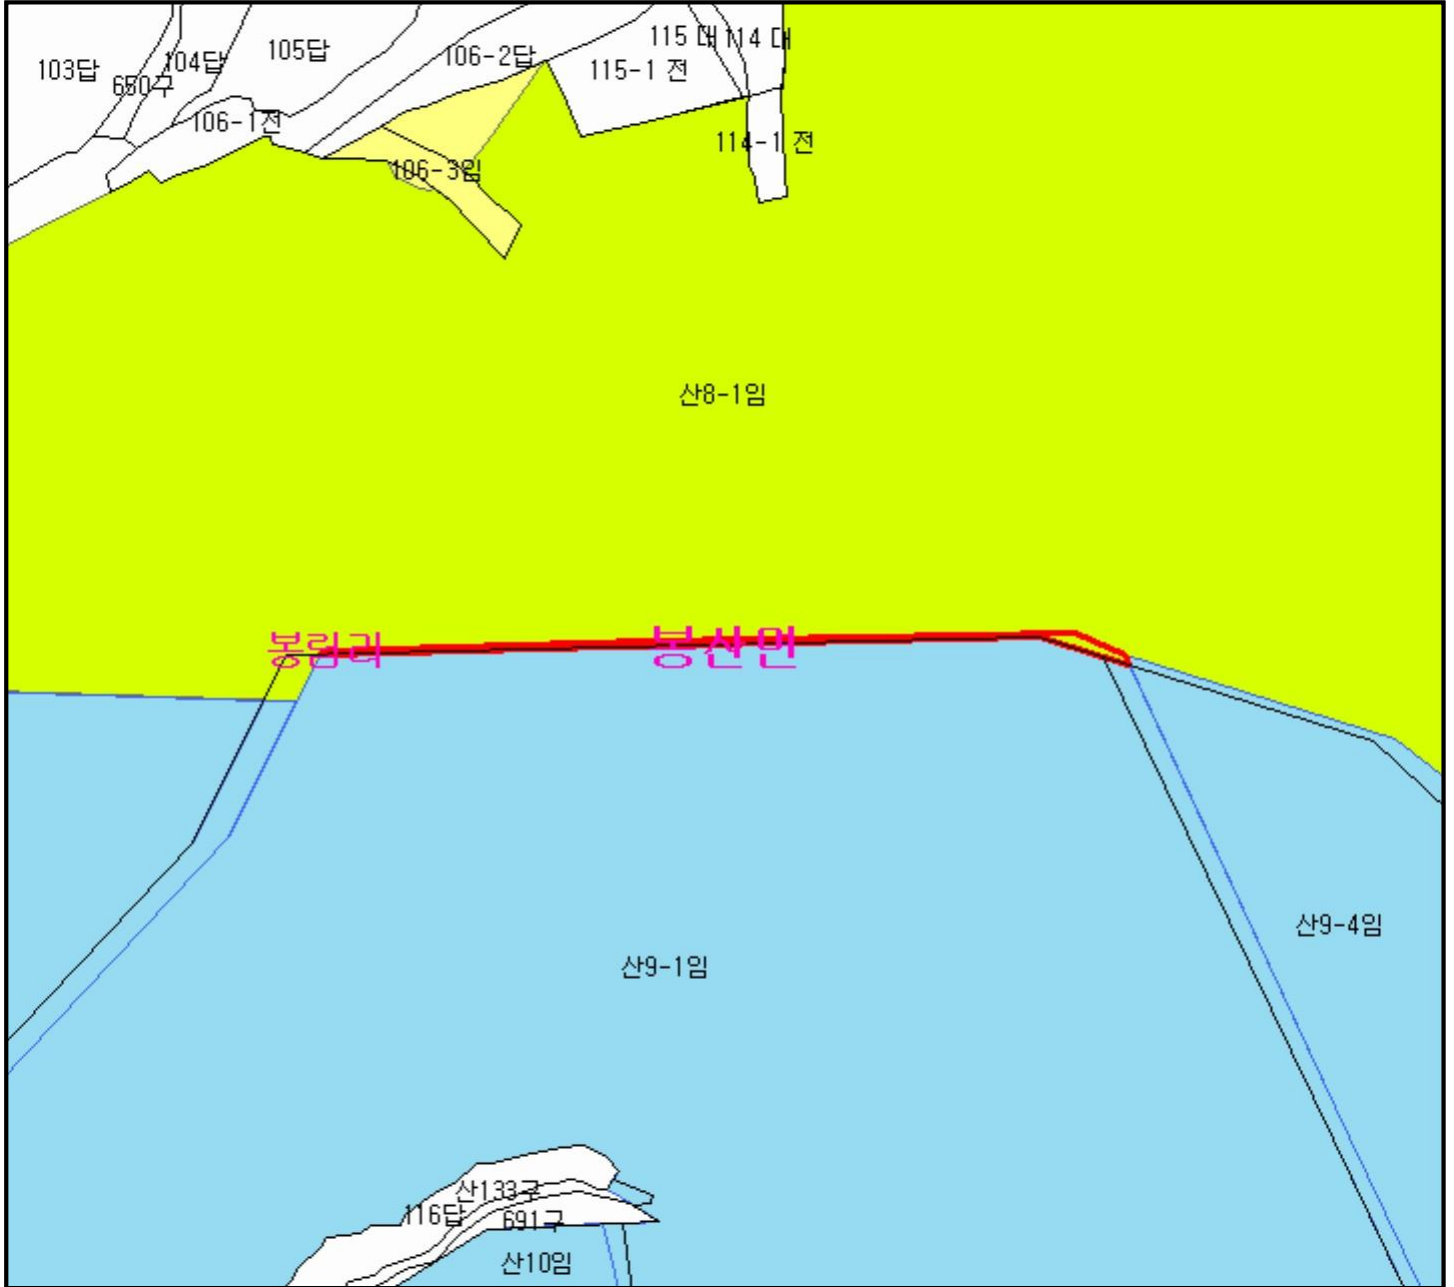 103답
650구
104답
105답
106-2답
115 대
114 대
115-1 전
106-1전
114-1 전
106-3임
산8-1임
봉림리
봉산면
산9-4임
산9-1임
산133구
116답
691구
산10임